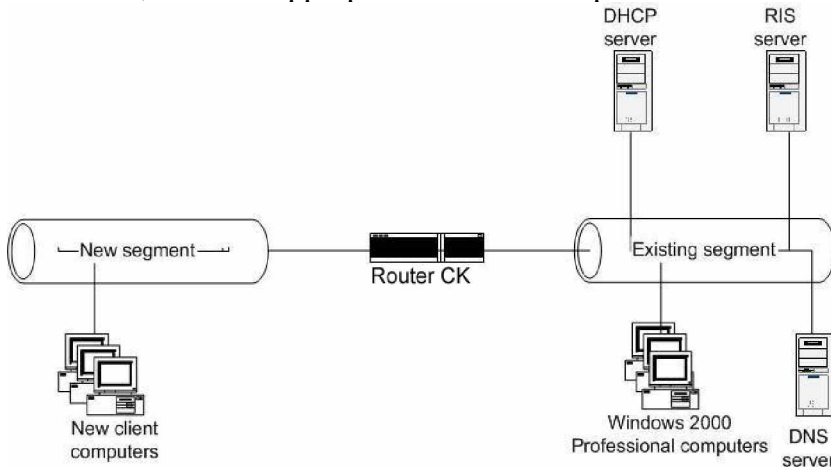 DHCP
server
RIS
server
New segment
Router CK
Existing segment
New client
computers
Windows 2000
Professional computers
DNS
server